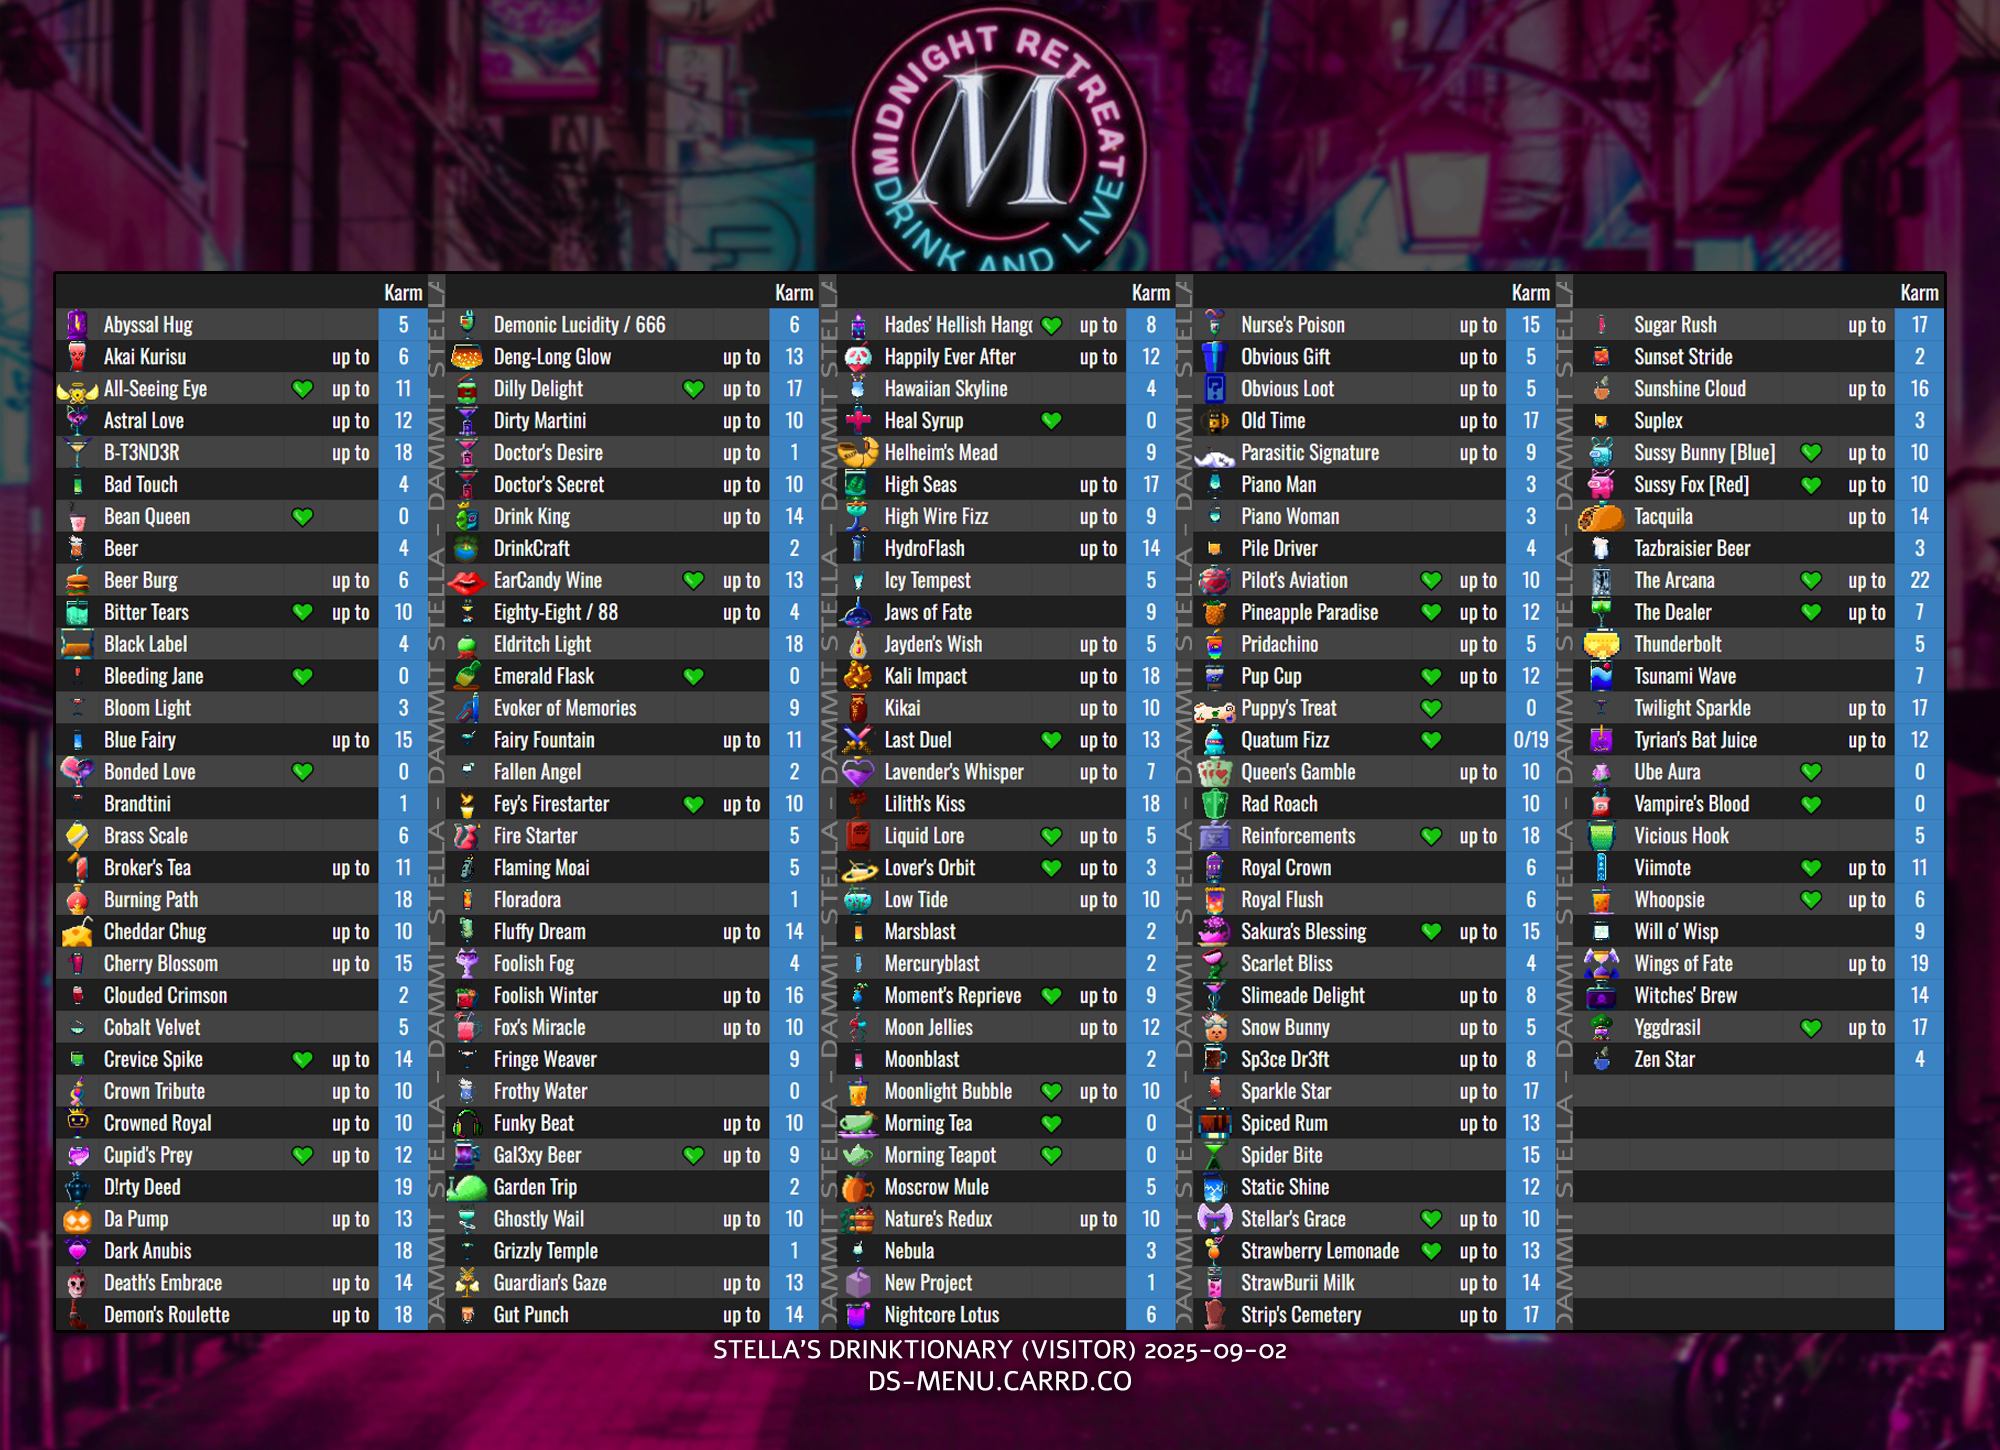 MIDNIGHT RETREAT
M
DRINK AND LIVE
Karm
Abyssal Hug 5
Akai Kurisu up to 6
All-Seeing Eye up to 11
Astral Love up to 12
B-T3ND3R up to 18
Bad Touch 4
Bean Queen 0
Beer 4
Beer Burg up to 6
Bitter Tears up to 10
Black Label 4
Bleeding Jane 0
Bloom Light 3
Blue Fairy up to 15
Bonded Love 0
Brandtini 1
Brass Scale 6
Broker's Tea up to 11
Burning Path 18
Cheddar Chug up to 10
Cherry Blossom up to 15
Clouded Crimson 2
Cobalt Velvet 5
Crevice Spike up to 14
Crown Tribute up to 10
Crowned Royal up to 10
Cupid's Prey up to 12
D!rty Deed 19
Da Pump up to 13
Dark Anubis 18
Death's Embrace up to 14
Demon's Roulette up to 18
STELLA - DAMMIT STELLA - DAMMIT STELLA - DAMMIT
Karm
Demonic Lucidity / 666 6
Deng-Long Glow up to 13
Dilly Delight up to 17
Dirty Martini up to 10
Doctor's Desire up to 1
Doctor's Secret up to 10
Drink King up to 14
DrinkCraft 2
EarCandy Wine up to 13
Eighty-Eight / 88 up to 4
Eldritch Light 18
Emerald Flask 0
Evoker of Memories 9
Fairy Fountain up to 11
Fallen Angel 2
Fey's Firestarter up to 10
Fire Starter 5
Flaming Moai 5
Floradora 1
Fluffy Dream up to 14
Foolish Fog 4
Foolish Winter up to 16
Fox's Miracle up to 10
Fringe Weaver 9
Frothy Water 0
Funky Beat up to 10
Gal3xy Beer up to 9
Garden Trip 2
Ghostly Wail up to 10
Grizzly Temple 1
Guardian's Gaze up to 13
Gut Punch up to 14
STELLA - DAMMIT STELLA - DAMMIT STELLA - DAMMIT
Karm
Hades' Hellish Hango up to 8
Happily Ever After up to 12
Hawaiian Skyline 4
Heal Syrup 0
Helheim's Mead 9
High Seas up to 17
High Wire Fizz up to 9
HydroFlash up to 14
Icy Tempest 5
Jaws of Fate 9
Jayden's Wish up to 5
Kali Impact up to 18
Kikai up to 10
Last Duel up to 13
Lavender's Whisper up to 7
Lilith's Kiss 18
Liquid Lore up to 5
Lover's Orbit up to 3
Low Tide up to 10
Marsblast 2
Mercuryblast 2
Moment's Reprieve up to 9
Moon Jellies up to 12
Moonblast 2
Moonlight Bubble up to 10
Morning Tea 0
Morning Teapot 0
Moscrow Mule 5
Nature's Redux up to 10
Nebula 3
New Project 1
Nightcore Lotus 6
STELLA - DAMMIT STELLA - DAMMIT STELLA - DAMMIT
Karm
Nurse's Poison up to 15
Obvious Gift up to 5
Obvious Loot up to 5
Old Time up to 17
Parasitic Signature up to 9
Piano Man 3
Piano Woman 3
Pile Driver 4
Pilot's Aviation up to 10
Pineapple Paradise up to 12
Pridachino up to 5
Pup Cup up to 12
Puppy's Treat 0
Quatum Fizz 0/19
Queen's Gamble up to 10
Rad Roach 10
Reinforcements up to 18
Royal Crown 6
Royal Flush 6
Sakura's Blessing up to 15
Scarlet Bliss 4
Slimeade Delight up to 8
Snow Bunny up to 5
Sp3ce Dr3ft up to 8
Sparkle Star up to 17
Spiced Rum up to 13
Spider Bite 15
Static Shine 12
Stellar's Grace up to 10
Strawberry Lemonade up to 13
StrawBurii Milk up to 14
Strip's Cemetery up to 17
STELLA - DAMMIT STELLA - DAMMIT STELLA - DAMMIT
Karm
Sugar Rush up to 17
Sunset Stride 2
Sunshine Cloud up to 16
Suplex 3
Sussy Bunny [Blue] up to 10
Sussy Fox [Red] up to 10
Tacquila up to 14
Tazbraisier Beer 3
The Arcana up to 22
The Dealer up to 7
Thunderbolt 5
Tsunami Wave 7
Twilight Sparkle up to 17
Tyrian's Bat Juice up to 12
Ube Aura 0
Vampire's Blood 0
Vicious Hook 5
Viimote up to 11
Whoopsie up to 6
Will o' Wisp 9
Wings of Fate up to 19
Witches' Brew 14
Yggdrasil up to 17
Zen Star 4
STELLA'S DRINKTIONARY (VISITOR) 2025-09-02
DS-MENU.CARRD.CO